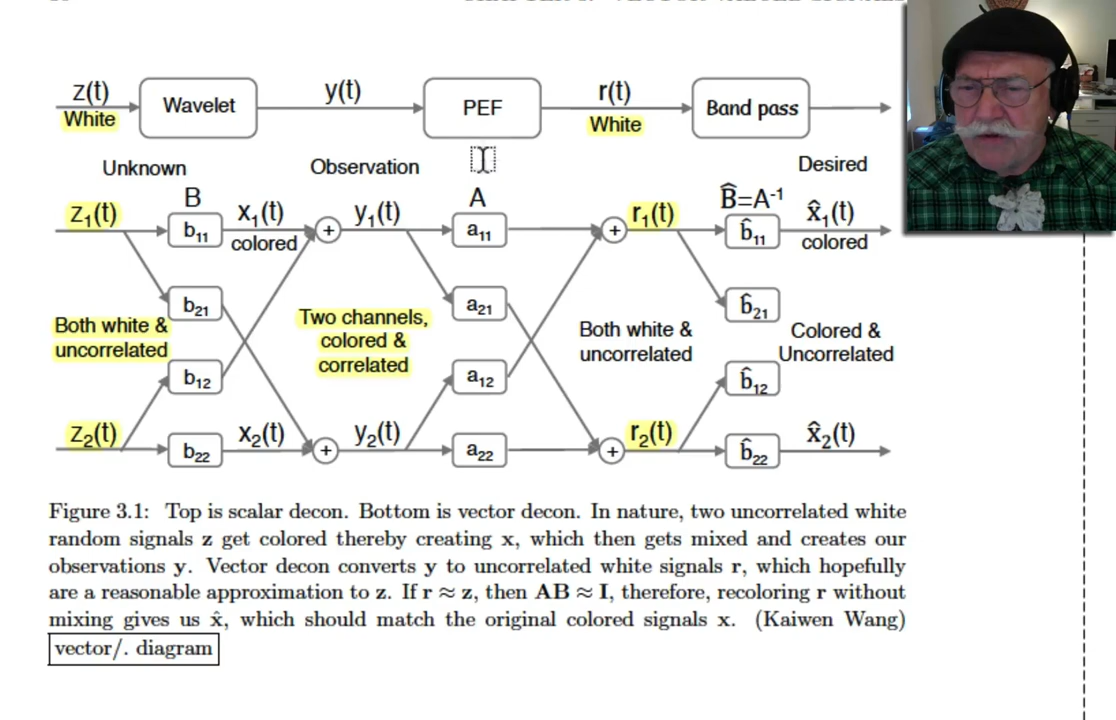 z(t) Wavelet y(t) PEF r(t) Band pass
White White
Unknown Observation Desired
B A B̂=A⁻¹
z₁(t) b₁₁ x₁(t) + y₁(t) a₁₁ + r₁(t) b̂₁₁ x̂₁(t)
colored colored
b₂₁ a₂₁ b̂₂₁
Both white & Two channels, Both white & Colored &
uncorrelated colored & uncorrelated Uncorrelated
correlated
b₁₂ a₁₂ b̂₁₂
z₂(t) b₂₂ x₂(t) + y₂(t) a₂₂ + r₂(t) b̂₂₂ x̂₂(t)
Figure 3.1: Top is scalar decon. Bottom is vector decon. In nature, two uncorrelated white
random signals z get colored thereby creating x, which then gets mixed and creates our
observations y. Vector decon converts y to uncorrelated white signals r, which hopefully
are a reasonable approximation to z. If r ≈ z, then AB ≈ I, therefore, recoloring r without
mixing gives us x̂, which should match the original colored signals x. (Kaiwen Wang)
vector/. diagram